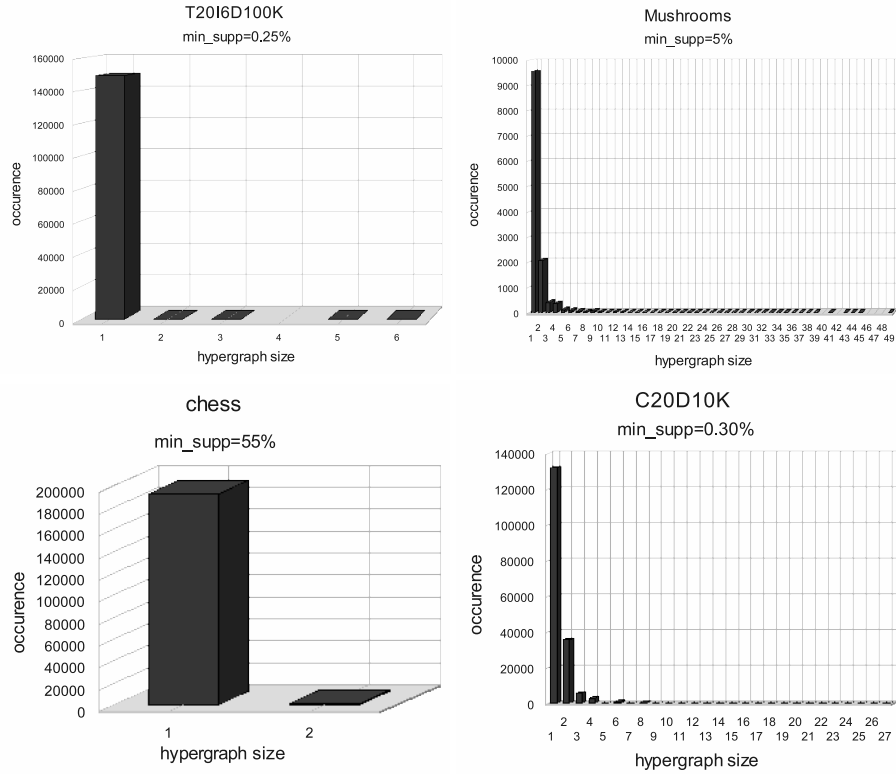 T20I6D100K
min_supp=0.25%
160000
140000
120000
100000
80000
60000
40000
20000
0
occurence
1 2 3 4 5 6
hypergraph size
Mushrooms
min_supp=5%
10000
9000
8000
7000
6000
5000
4000
3000
2000
1000
0
occurence
2 4 6 8 10 12 14 16 18 20 22 24 26 28 30 32 34 36 38 40 42 44 46 48
1 3 5 7 9 11 13 15 17 19 21 23 25 27 29 31 33 35 37 39 41 43 45 47 49
hypergraph size
chess
min_supp=55%
200000
180000
160000
140000
120000
100000
80000
60000
40000
20000
0
occurence
1 2
hypergraph size
C20D10K
min_supp=0.30%
140000
120000
100000
80000
60000
40000
20000
0
occurence
2 4 6 8 10 12 14 16 18 20 22 24 26
1 3 5 7 9 11 13 15 17 19 21 23 25 27
hypergraph size